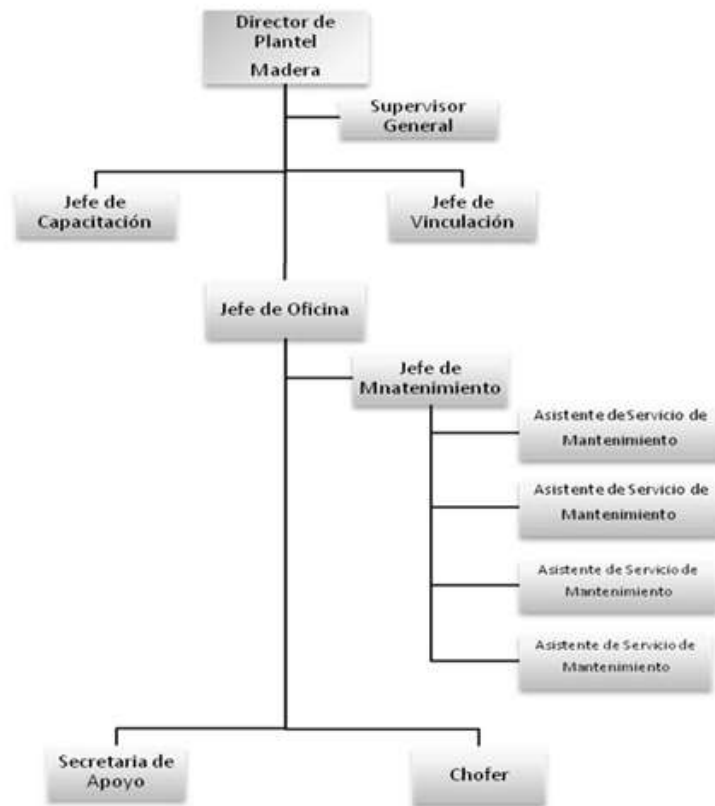 Director de
Plantel
Madera
Supervisor
General
Jefe de
Capacitación
Jefe de
Vinculación
Jefe de Oficina
Jefe de
Mnatenimiento
Asistente de Servicio de
Mantenimiento
Asistente de Servicio de
Mantenimiento
Asistente de Servicio de
Mantenimiento
Asistente de Servicio de
Mantenimiento
Secretaria de
Apoyo
Chofer